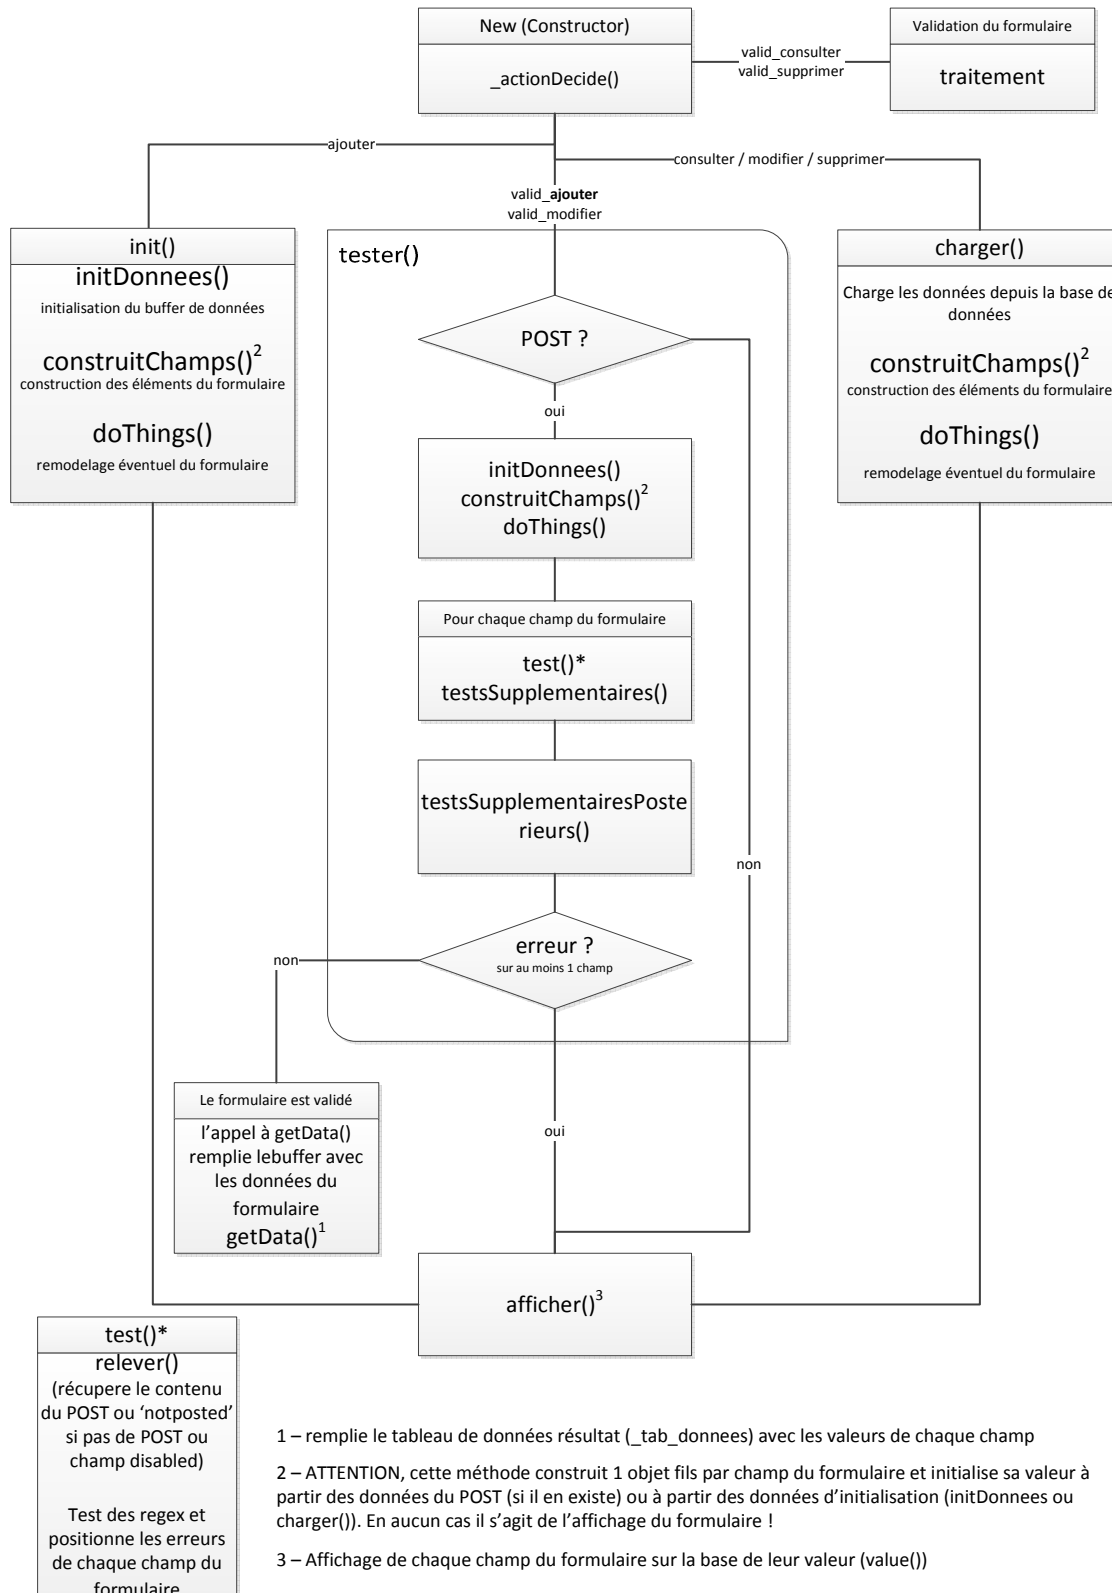 New (Constructor)
_actionDecide()
valid_consulter
valid_supprimer
Validation du formulaire
traitement
ajouter
consulter / modifier / supprimer
valid_ajouter
valid_modifier
init()
initDonnees()
initialisation du buffer de données
construitChamps()²
construction des éléments du formulaire
doThings()
remodelage éventuel du formulaire
tester()
POST ?
oui
initDonnees()
construitChamps()²
doThings()
Pour chaque champ du formulaire
test()*
testsSupplementaires()
testsSupplementairesPoste
rieurs()
non
erreur ?
sur au moins 1 champ
non
oui
charger()
Charge les données depuis la base de
données
construitChamps()²
construction des éléments du formulaire
doThings()
remodelage éventuel du formulaire
Le formulaire est validé
l’appel à getData()
remplie lebuffer avec
les données du
formulaire
getData()¹
afficher()³
test()*
relever()
(récupere le contenu
du POST ou ‘notposted’
si pas de POST ou
champ disabled)
Test des regex et
positionne les erreurs
de chaque champ du
formulaire
1 – remplie le tableau de données résultat (_tab_donnees) avec les valeurs de chaque champ
2 – ATTENTION, cette méthode construit 1 objet fils par champ du formulaire et initialise sa valeur à
partir des données du POST (si il en existe) ou à partir des données d’initialisation (initDonnees ou
charger()). En aucun cas il s’agit de l’affichage du formulaire !
3 – Affichage de chaque champ du formulaire sur la base de leur valeur (value())